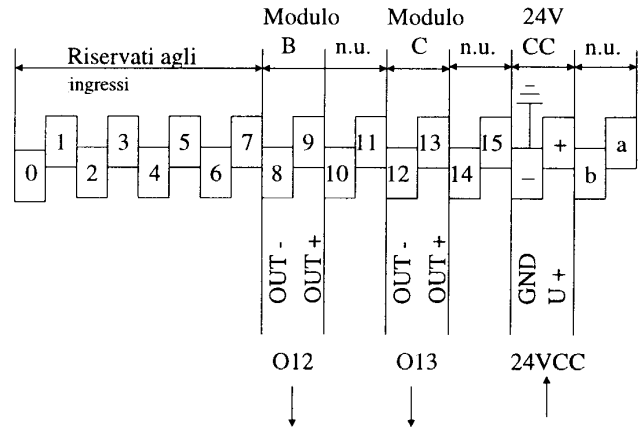 Modulo Modulo 24V
Riservati agli B n.u. C n.u. CC n.u.
ingressi
1 3 5 7 9 11 13 15 + a
0 2 4 6 8 10 12 14 − b
OUT - OUT + OUT - OUT + GND U +
O12 O13 24VCC